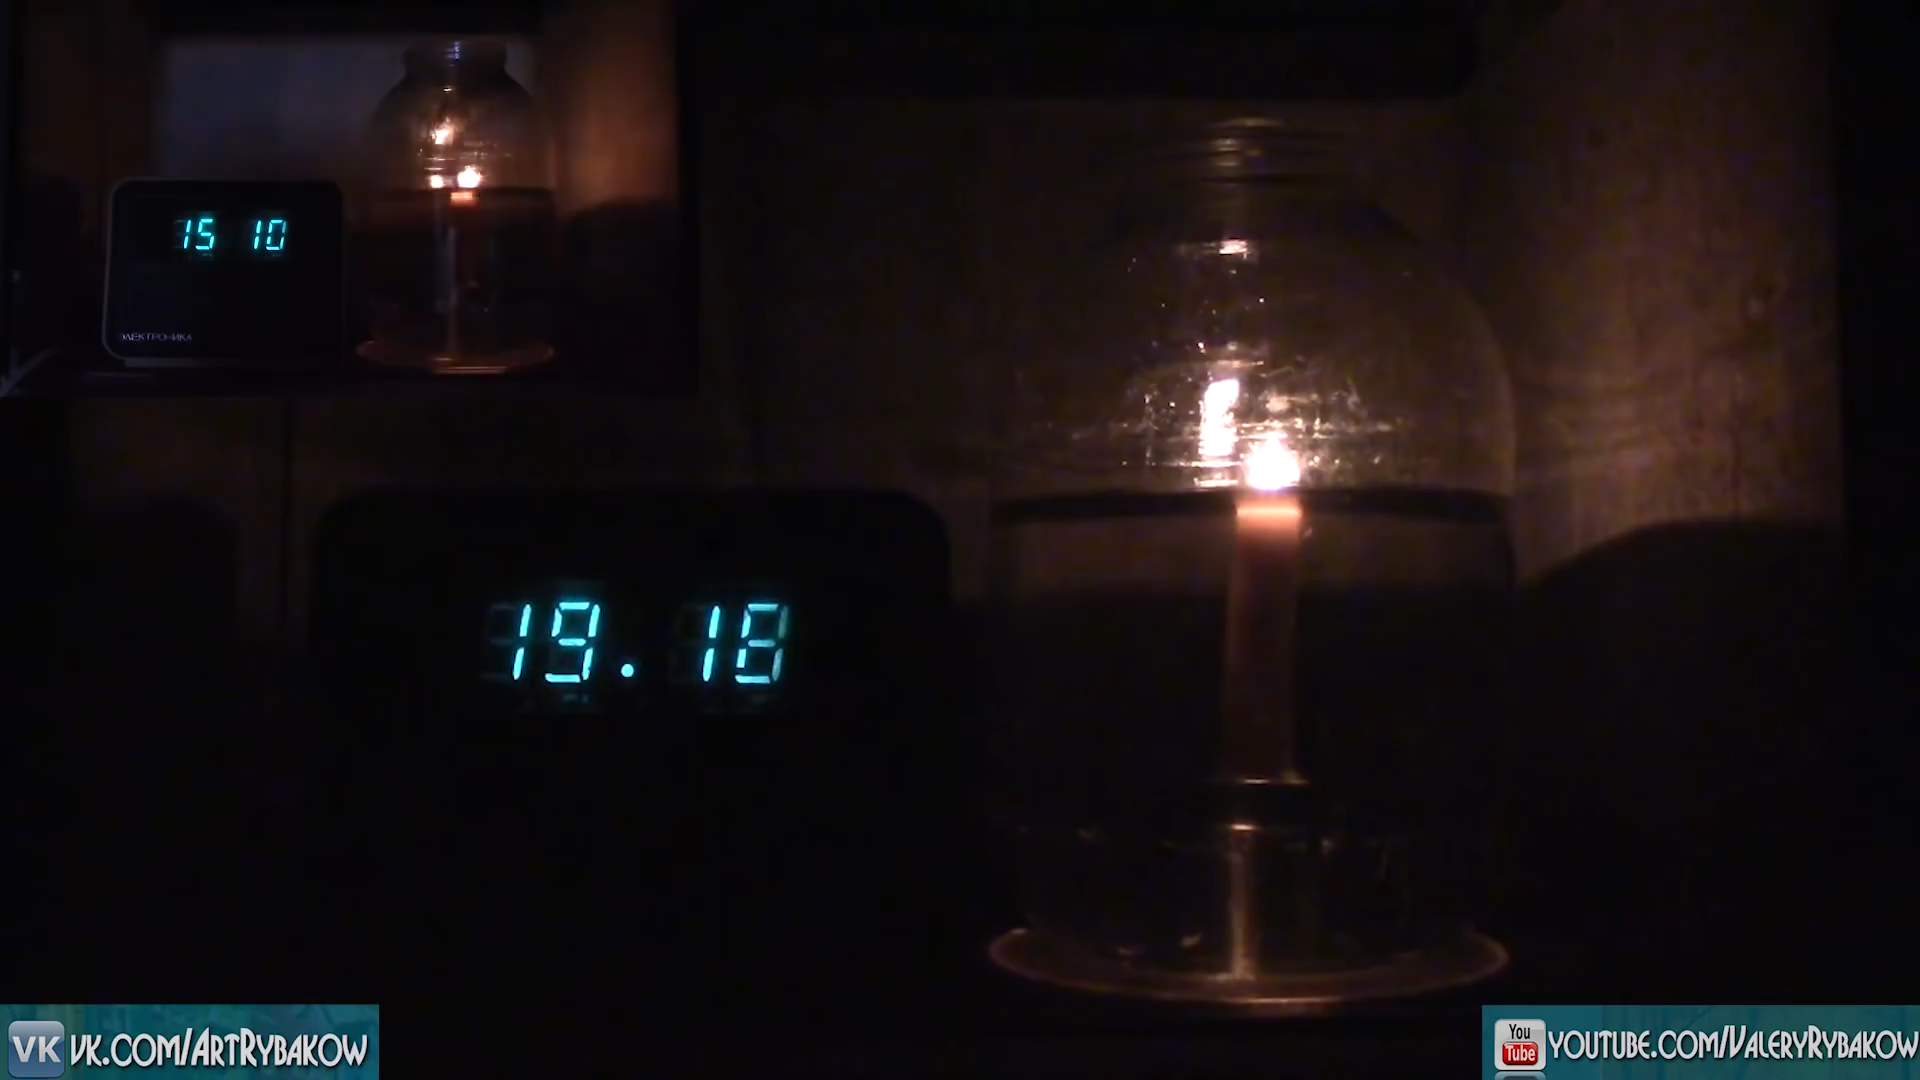 15 10
ЭЛЕКТРОНИКА
19. 18
VK VK.COM/ARTRYBAKOW
You Tube YOUTUBE.COM/VALERYRYBAKOW